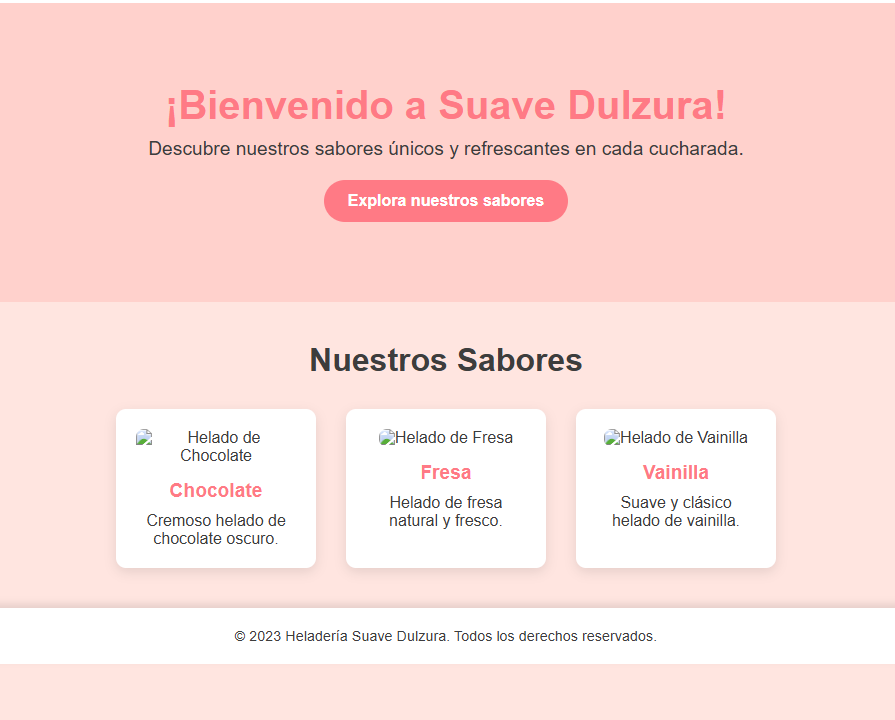 ¡Bienvenido a Suave Dulzura!
Descubre nuestros sabores únicos y refrescantes en cada cucharada.
Explora nuestros sabores
Nuestros Sabores
Helado de
Chocolate
Chocolate
Cremoso helado de
chocolate oscuro.
Helado de Fresa
Fresa
Helado de fresa
natural y fresco.
Helado de Vainilla
Vainilla
Suave y clásico
helado de vainilla.
© 2023 Heladería Suave Dulzura. Todos los derechos reservados.